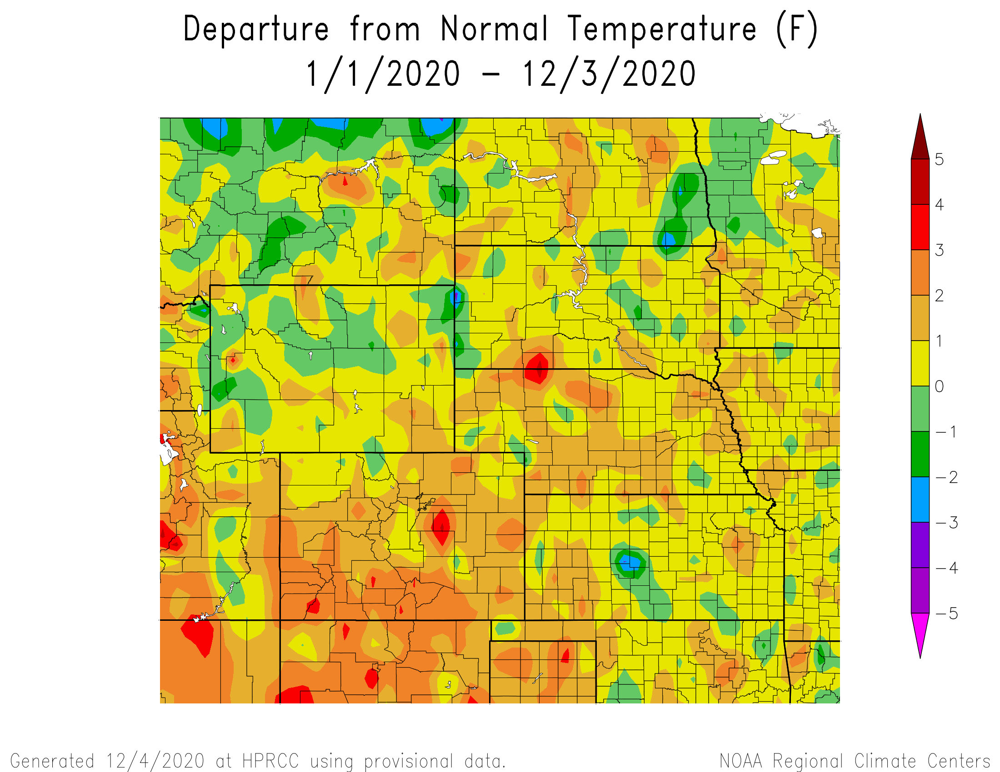 Departure from Normal Temperature (F)
1/1/2020 – 12/3/2020
5
4
3
2
1
0
−1
−2
−3
−4
−5
Generated 12/4/2020 at HPRCC using provisional data.
NOAA Regional Climate Centers